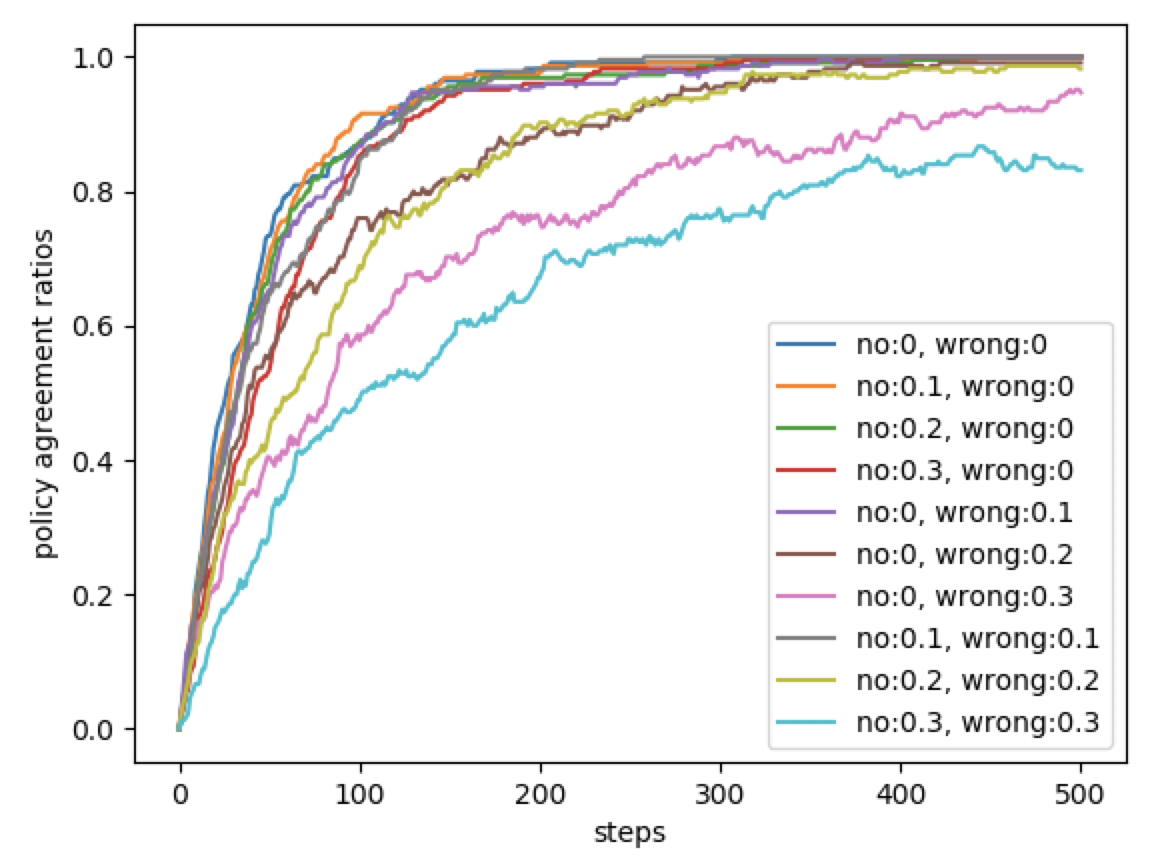 1.0
0.8
0.6
0.4
0.2
0.0
policy agreement ratios
0
100
200
300
400
500
steps
no:0, wrong:0
no:0.1, wrong:0
no:0.2, wrong:0
no:0.3, wrong:0
no:0, wrong:0.1
no:0, wrong:0.2
no:0, wrong:0.3
no:0.1, wrong:0.1
no:0.2, wrong:0.2
no:0.3, wrong:0.3